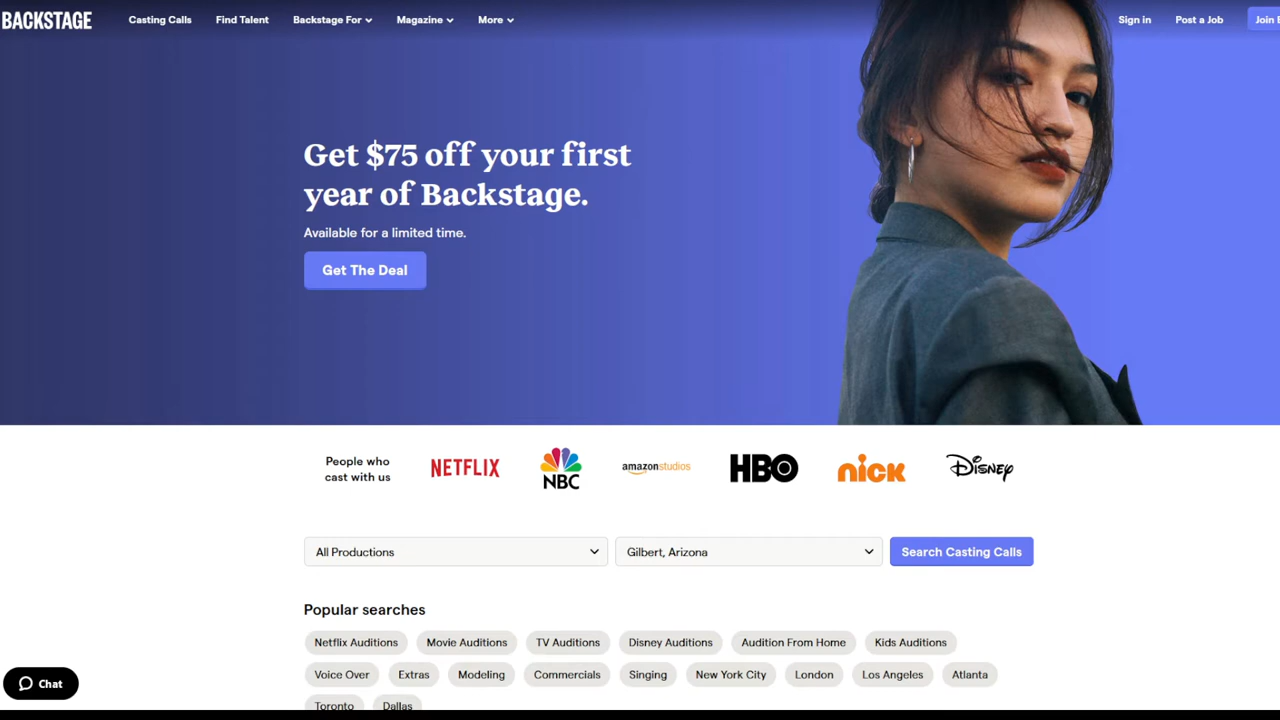 BACKSTAGE
Casting Calls
Find Talent
Backstage For
Magazine
More
Sign in
Post a Job
Join
Get $75 off your first
year of Backstage.
Available for a limited time.
Get The Deal
People who
cast with us
NETFLIX
NBC
amazonstudios
HBO
nick
Disney
All Productions
Gilbert, Arizona
Search Casting Calls
Popular searches
Netflix Auditions
Movie Auditions
TV Auditions
Disney Auditions
Audition From Home
Kids Auditions
Voice Over
Extras
Modeling
Commercials
Singing
New York City
London
Los Angeles
Atlanta
Toronto
Dallas
Chat